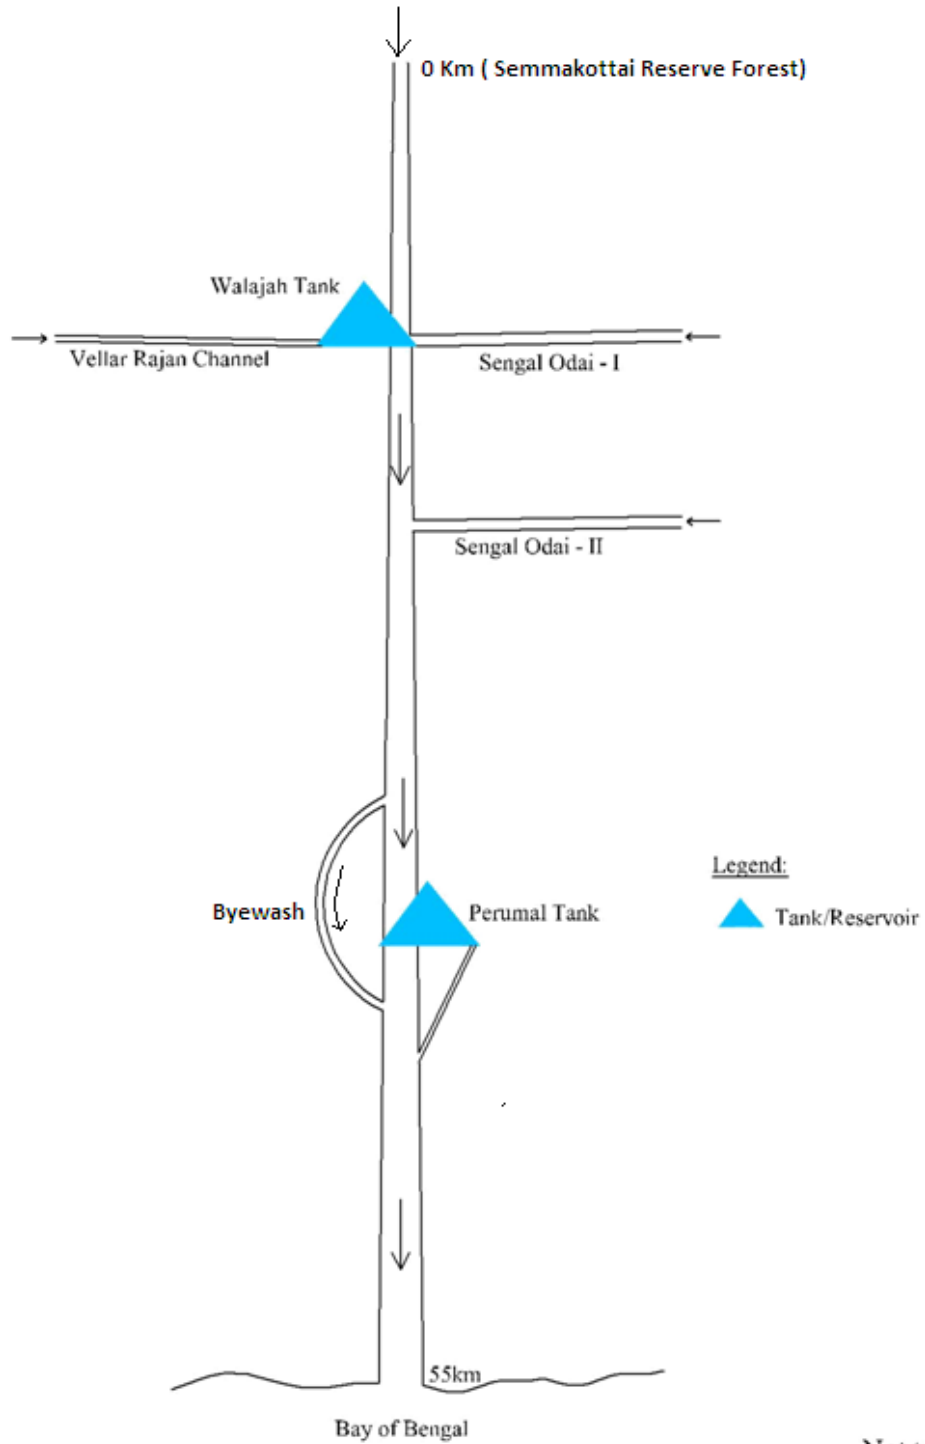 0 Km ( Semmakottai Reserve Forest)
Walajah Tank
Vellar Rajan Channel
Sengal Odai - I
Sengal Odai - II
Legend:
Byewash
Perumal Tank
Tank/Reservoir
55km
Bay of Bengal